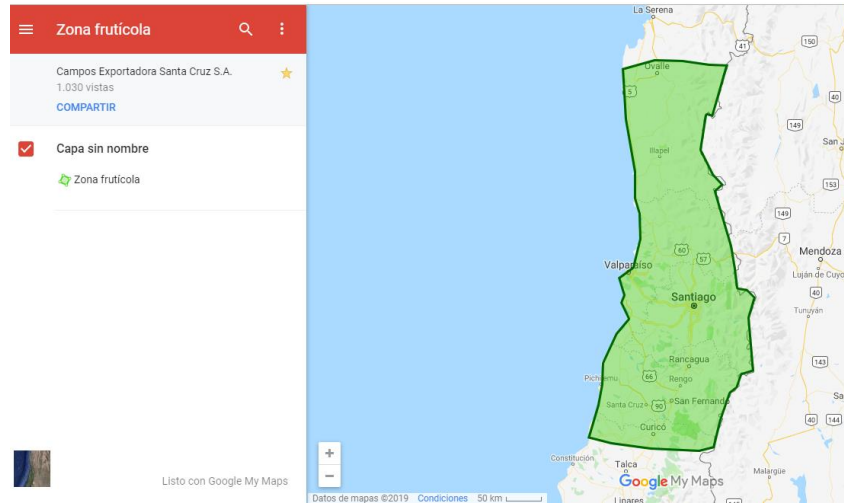 Zona frutícola
Campos Exportadora Santa Cruz S.A.
1.030 vistas
COMPARTIR
Capa sin nombre
Zona frutícola
Listo con Google My Maps
La Serena
41
150
Ovalle
5
40
149
San J
Illapel
153
149
7
60
57
Mendoza
Valparaíso
Luján de Cuyo
40
Santiago
Tunuyán
Rancagua
143
Pichilemu
66
Rengo
Sa
Santa Cruz
90
San Fernando
40
144
Curicó
Constitución
Talca
Malargüe
Google My Maps
Linares
+
−
Datos de mapas ©2019 Condiciones 50 km